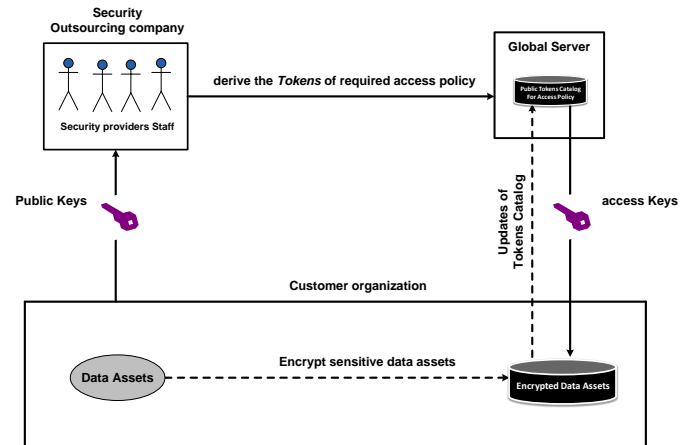 Security
Outsourcing company
Security providers Staff
derive the Tokens of required access policy
Global Server
Public Tokens Catalog
For Access Policy
Public Keys
Updates of
Tokens Catalog
access Keys
Customer organization
Data Assets
Encrypt sensitive data assets
Encrypted Data Assets